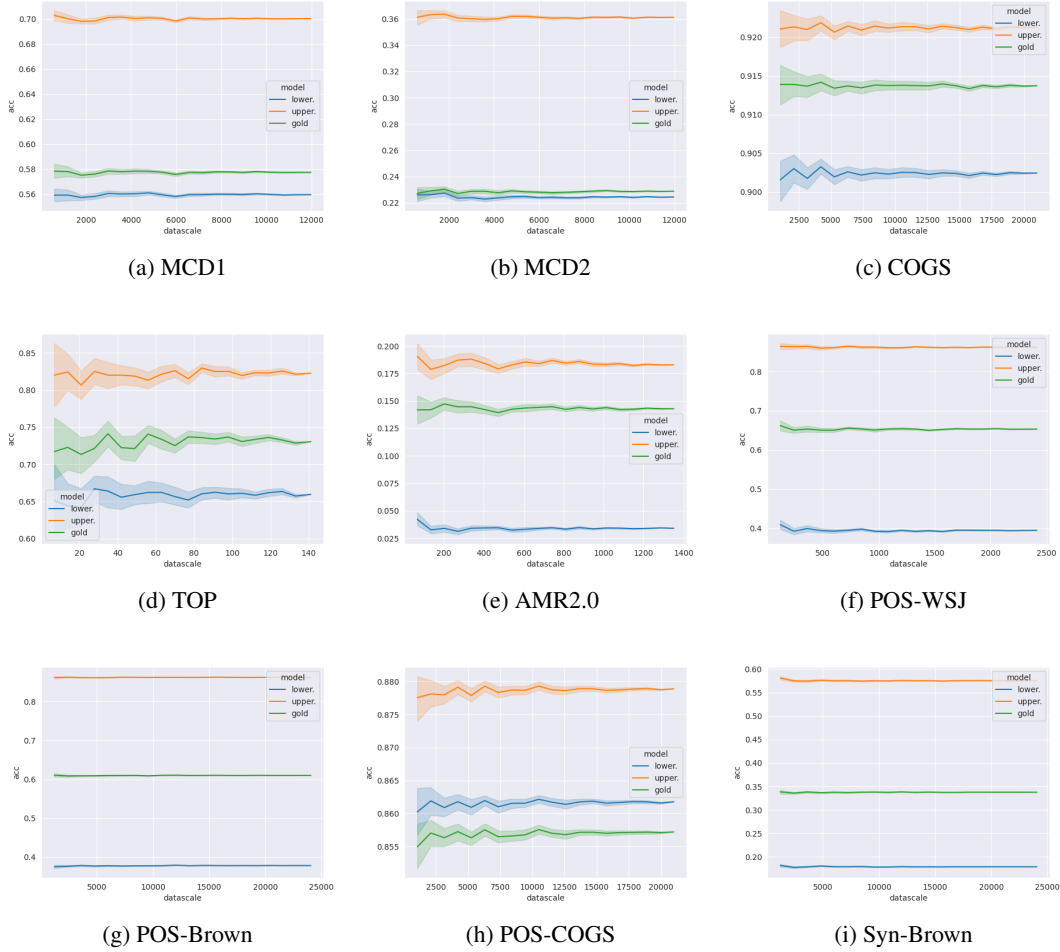 0.70
0.68
0.66
0.64
0.62
0.60
0.58
0.56
acc
model
lower.
upper.
gold
2000 4000 6000 8000 10000 12000
datascale
(a) MCD1
0.36
0.34
0.32
0.30
0.28
0.26
0.24
0.22
acc
model
lower.
upper.
gold
2000 4000 6000 8000 10000 12000
datascale
(b) MCD2
0.920
0.915
0.910
0.905
0.900
acc
model
lower.
upper.
gold
2500 5000 7500 10000 12500 15000 17500 20000
datascale
(c) COGS
0.85
0.80
0.75
0.70
0.65
0.60
acc
model
lower.
upper.
gold
20 40 60 80 100 120 140
datascale
(d) TOP
0.200
0.175
0.150
0.125
0.100
0.075
0.050
0.025
acc
model
lower.
upper.
gold
200 400 600 800 1000 1200 1400
datascale
(e) AMR2.0
0.8
0.7
0.6
0.5
0.4
acc
model
lower.
upper.
gold
500 1000 1500 2000 2500
datascale
(f) POS-WSJ
0.8
0.7
0.6
0.5
0.4
acc
model
lower.
upper.
gold
5000 10000 15000 20000 25000
datascale
(g) POS-Brown
0.880
0.875
0.870
0.865
0.860
0.855
acc
model
lower.
upper.
gold
2500 5000 7500 10000 12500 15000 17500 20000
datascale
(h) POS-COGS
0.60
0.55
0.50
0.45
0.40
0.35
0.30
0.25
0.20
acc
model
lower.
upper.
gold
5000 10000 15000 20000 25000
datascale
(i) Syn-Brown